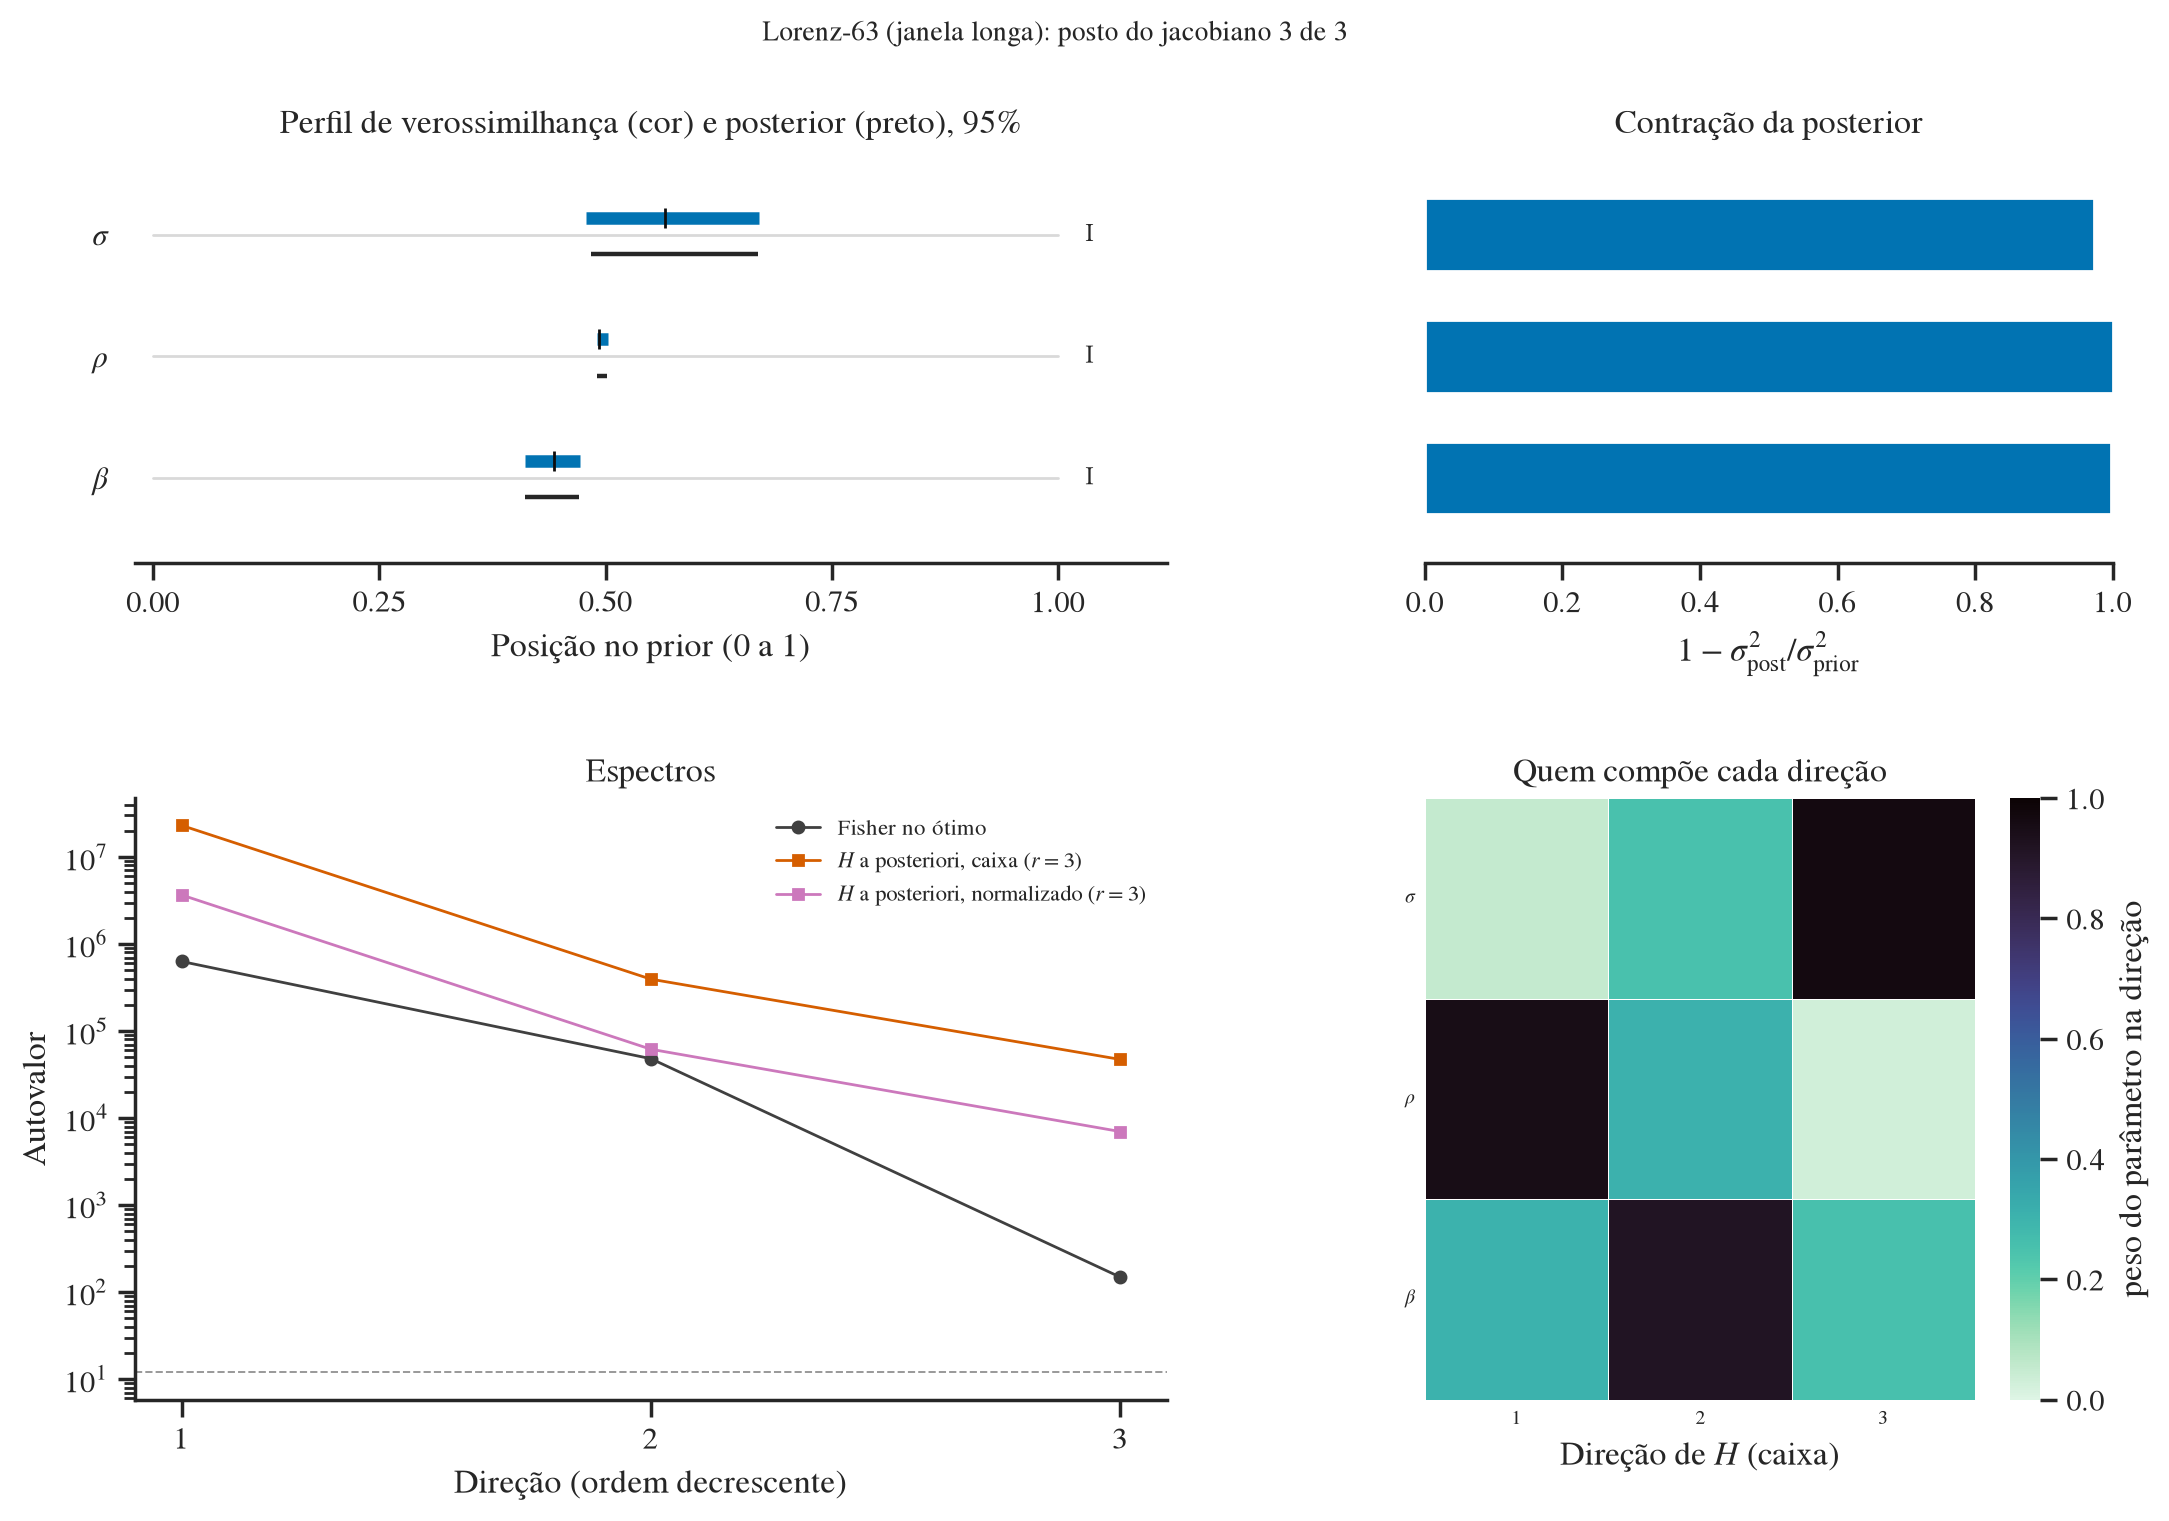 Lorenz-63 (janela longa): posto do jacobiano 3 de 3
Perfil de verossimilhança (cor) e posterior (preto), 95%
σ
I
ρ
I
β
I
0.00 0.25 0.50 0.75 1.00
Posição no prior (0 a 1)
Contração da posterior
0.0 0.2 0.4 0.6 0.8 1.0
1 − σ²post/σ²prior
Espectros
Fisher no ótimo
H a posteriori, caixa (r = 3)
H a posteriori, normalizado (r = 3)
10⁷
10⁶
10⁵
10⁴
10³
10²
10¹
Autovalor
1 2 3
Direção (ordem decrescente)
Quem compõe cada direção
σ
ρ
β
1 2 3
Direção de H (caixa)
1.0
0.8
0.6
0.4
0.2
0.0
peso do parâmetro na direção